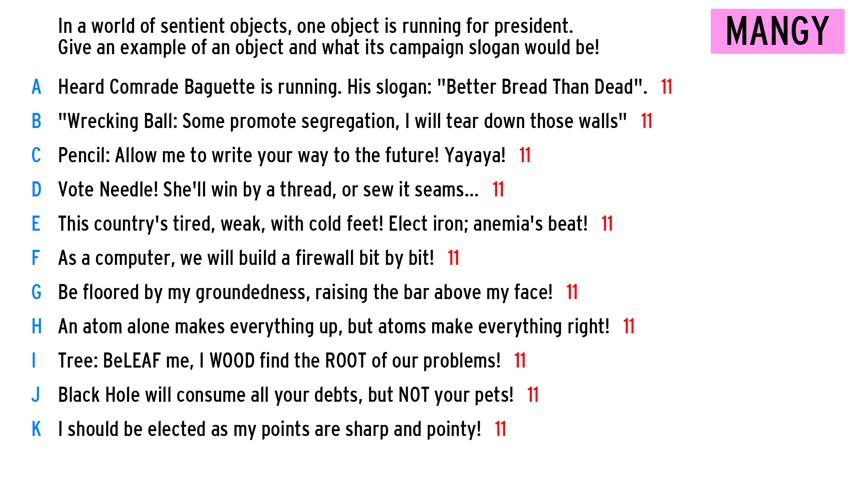 In a world of sentient objects, one object is running for president.
Give an example of an object and what its campaign slogan would be!
MANGY
A Heard Comrade Baguette is running. His slogan: "Better Bread Than Dead". 11
B "Wrecking Ball: Some promote segregation, I will tear down those walls" 11
C Pencil: Allow me to write your way to the future! Yayaya! 11
D Vote Needle! She'll win by a thread, or sew it seams... 11
E This country's tired, weak, with cold feet! Elect iron; anemia's beat! 11
F As a computer, we will build a firewall bit by bit! 11
G Be floored by my groundedness, raising the bar above my face! 11
H An atom alone makes everything up, but atoms make everything right! 11
I Tree: BeLEAF me, I WOOD find the ROOT of our problems! 11
J Black Hole will consume all your debts, but NOT your pets! 11
K I should be elected as my points are sharp and pointy! 11